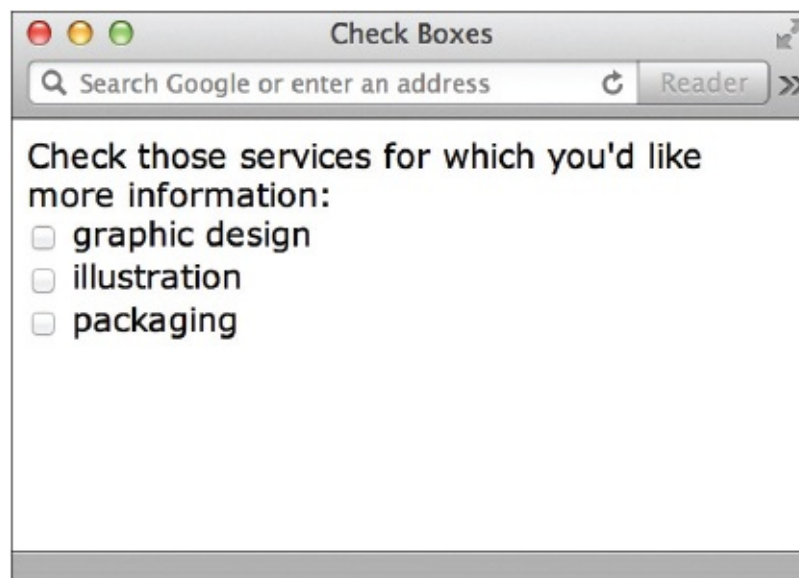 Check Boxes
Search Google or enter an address
Reader
Check those services for which you'd like
more information:
graphic design
illustration
packaging